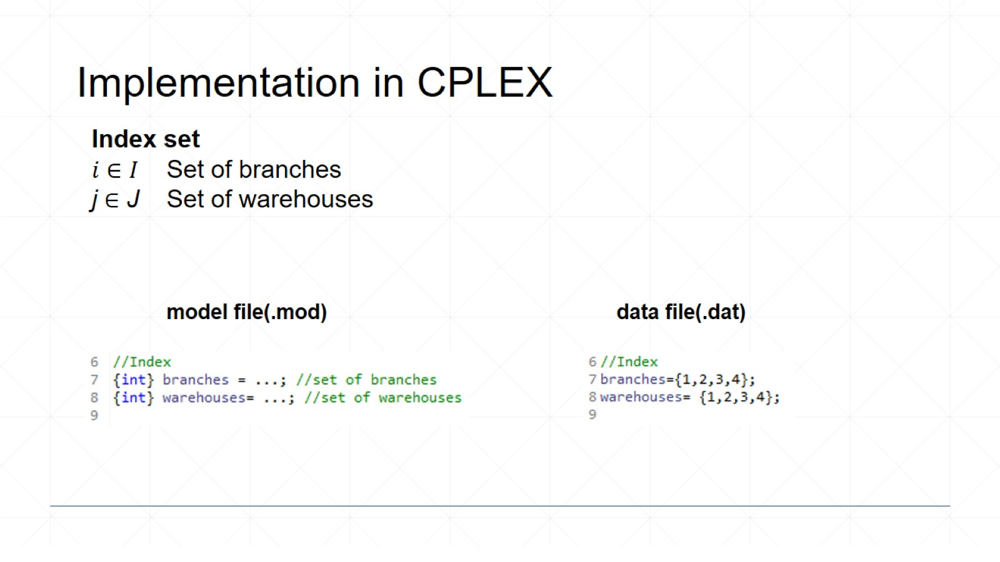 Implementation in CPLEX
Index set
i ∈ I Set of branches
j ∈ J Set of warehouses
model file(.mod)
6 //Index
7 {int} branches = ...; //set of branches
8 {int} warehouses= ...; //set of warehouses
9
data file(.dat)
6 //Index
7 branches={1,2,3,4};
8 warehouses= {1,2,3,4};
9